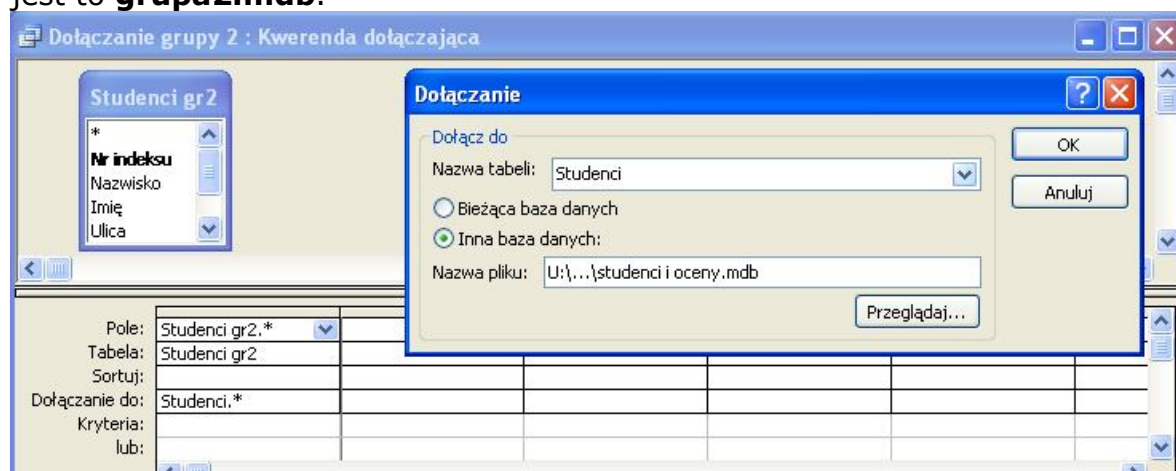 jest to grupa2.mdb.
Dołączanie grupy 2 : Kwerenda dołączająca
Studenci gr2
*
Nr indeksu
Nazwisko
Imię
Ulica
Dołączanie
Dołącz do
Nazwa tabeli: Studenci
Bieżąca baza danych
Inna baza danych:
Nazwa pliku: U:\...\studenci i oceny.mdb
Przeglądaj...
OK
Anuluj
Pole: Studenci gr2.*
Tabela: Studenci gr2
Sortuj:
Dołączanie do: Studenci.*
Kryteria:
lub: